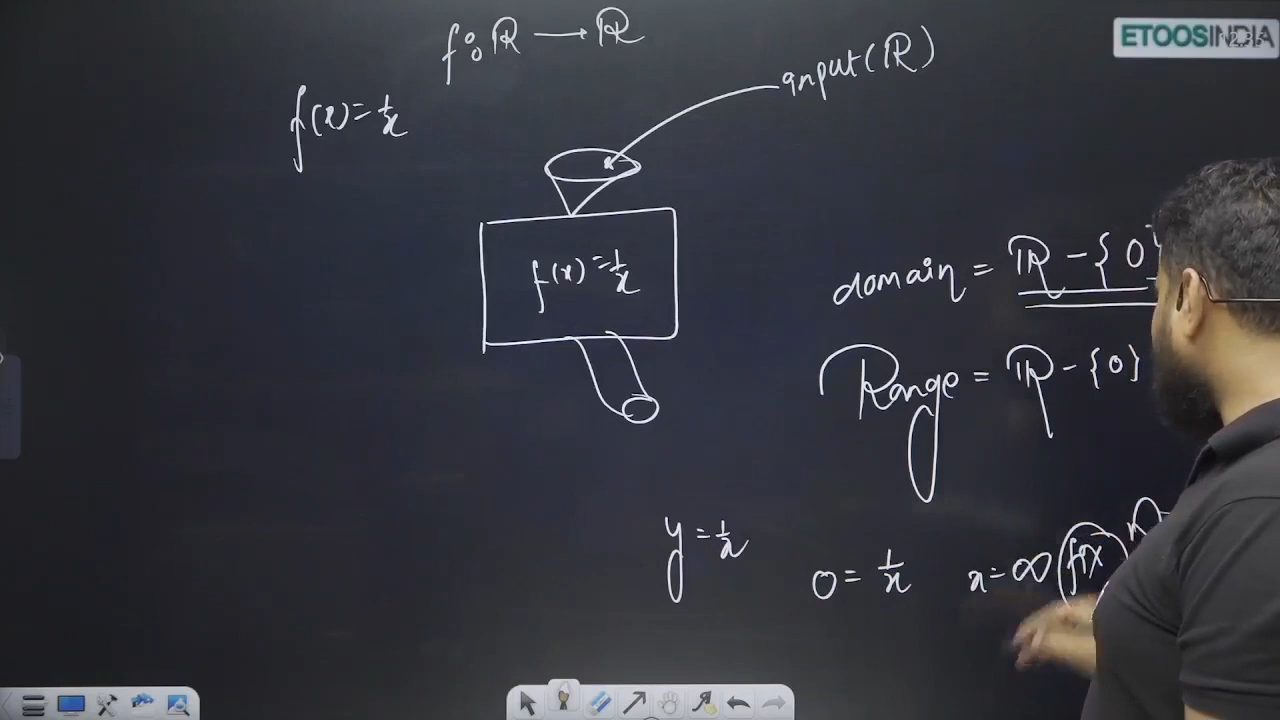 f: ℝ → ℝ
ETOOSINDIA
input (ℝ)
f(x) = 1/x
f(x) = 1/x
domain = ℝ - {0}
Range = ℝ - {0}
y = 1/x
0 = 1/x
x = ∞